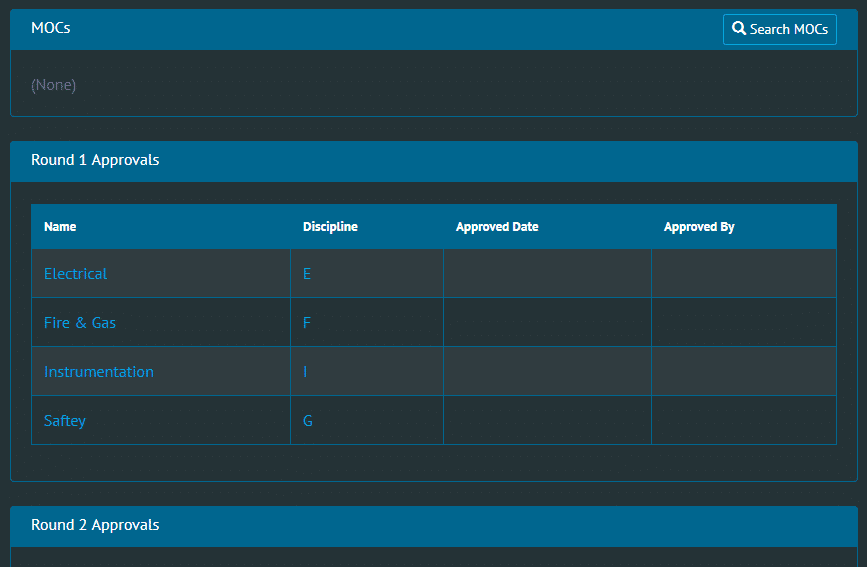 MOCs
Search MOCs
(None)
Round 1 Approvals
Name Discipline Approved Date Approved By
Electrical E
Fire & Gas F
Instrumentation I
Saftey G
Round 2 Approvals